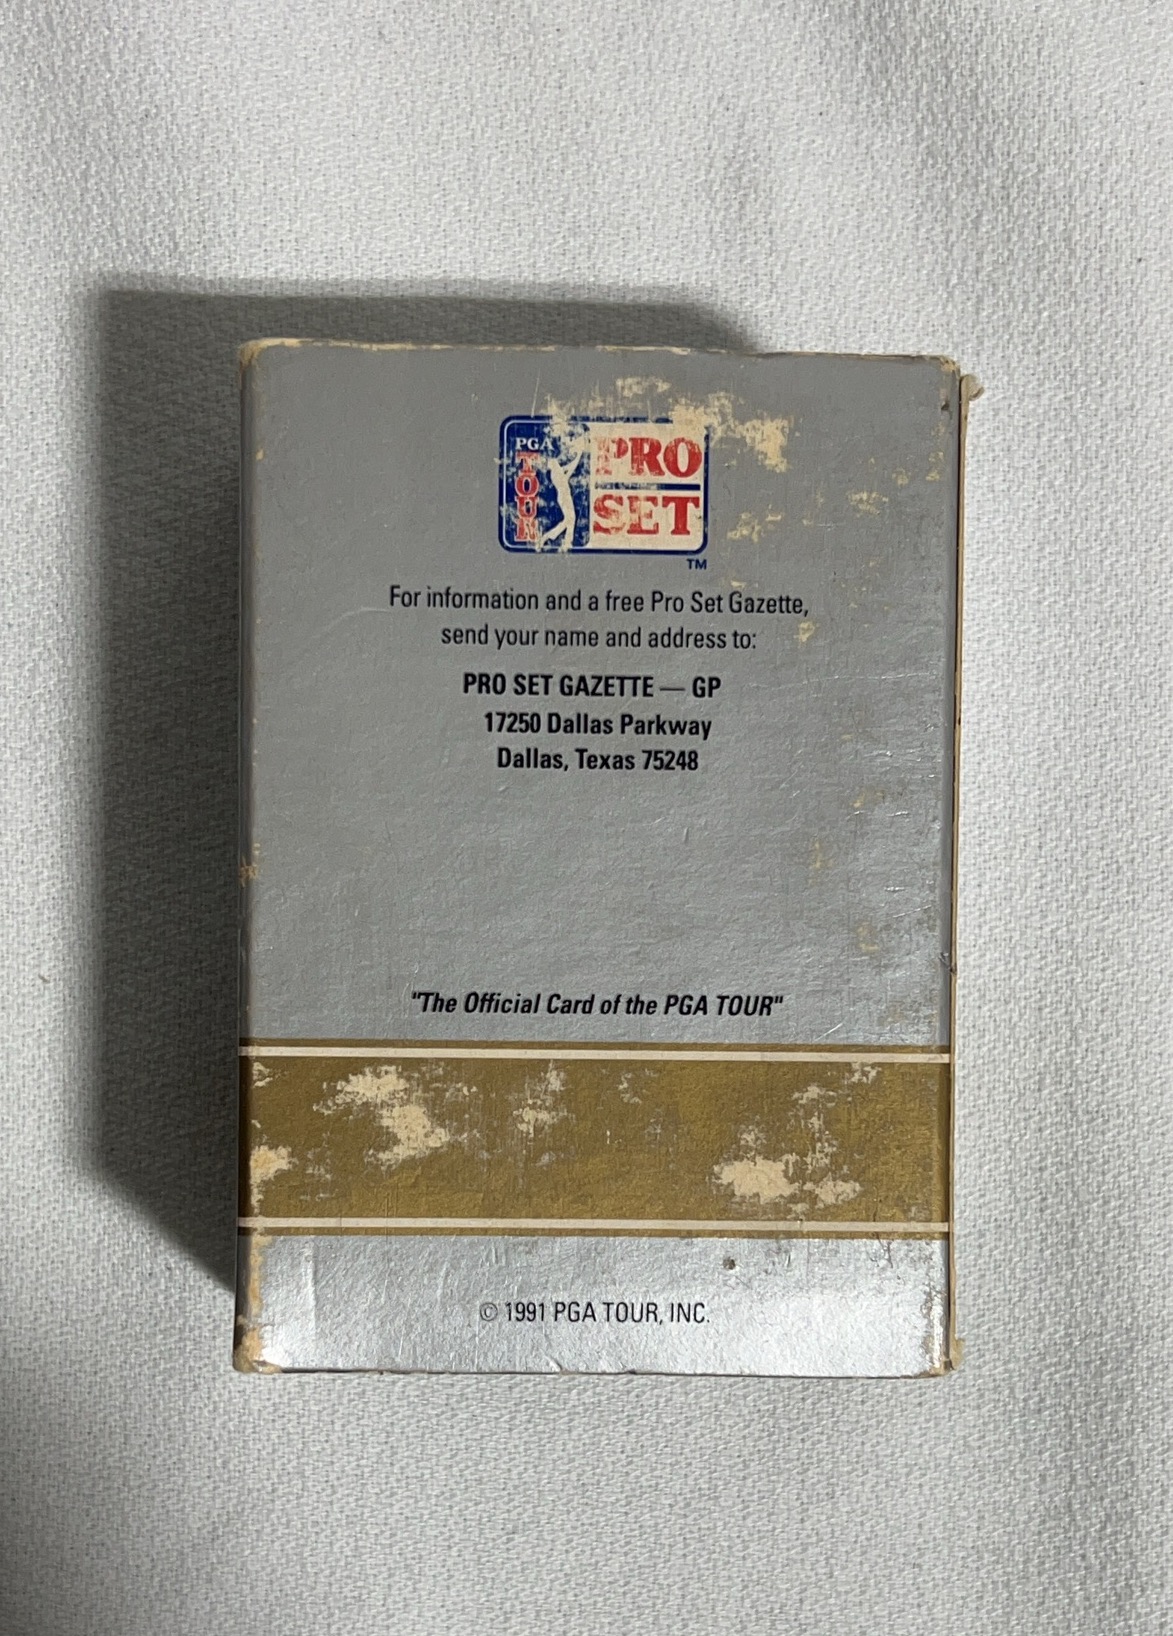 PGA TOUR
PRO
SET
TM
For information and a free Pro Set Gazette,
send your name and address to:
PRO SET GAZETTE — GP
17250 Dallas Parkway
Dallas, Texas 75248
"The Official Card of the PGA TOUR"
© 1991 PGA TOUR, INC.